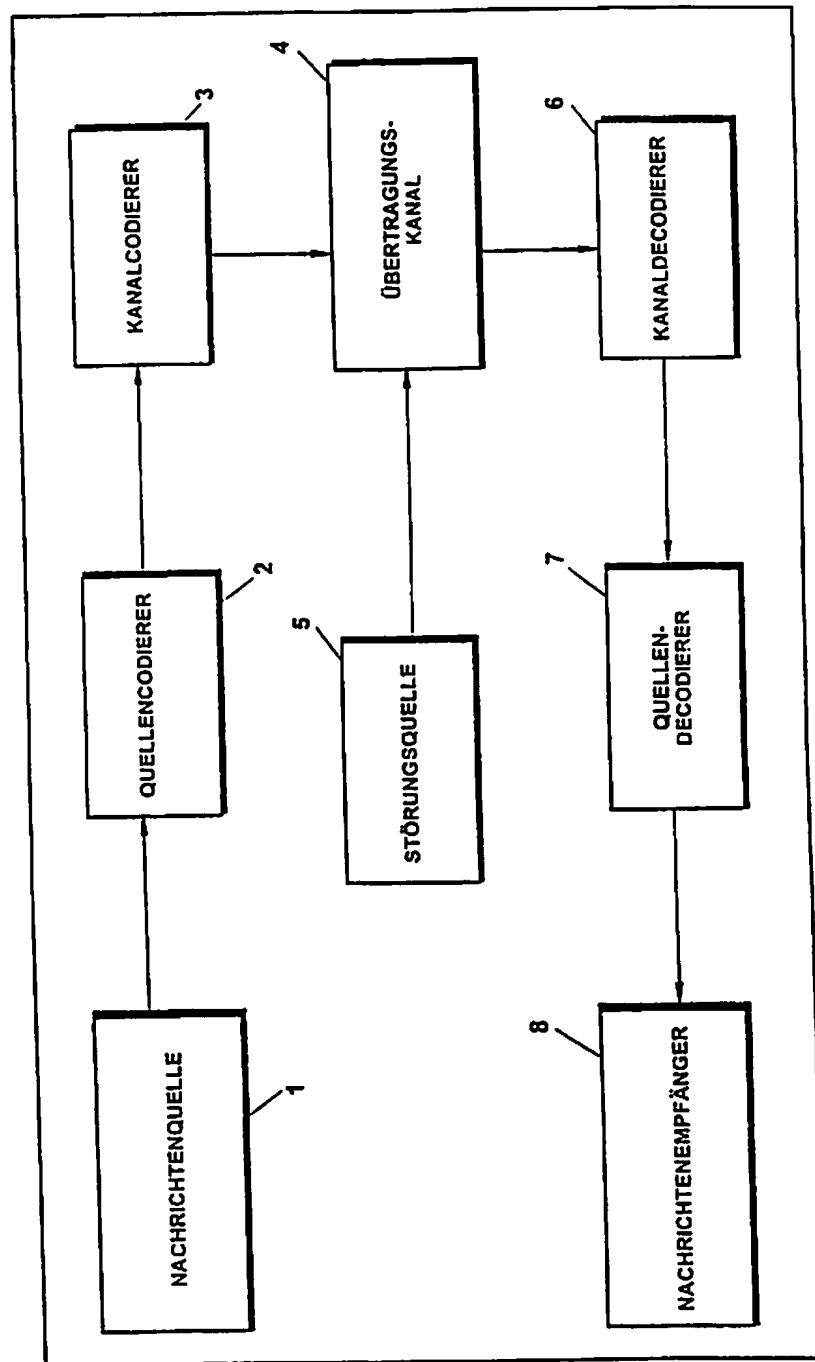 NACHRICHTENQUELLE
1
QUELLENCODIERER
2
KANALCODIERER
3
STÖRUNGSQUELLE
5
ÜBERTRAGUNGS-
KANAL
4
NACHRICHTENEMPFÄNGER
8
QUELLEN-
DECODIERER
7
KANALDECODIERER
6